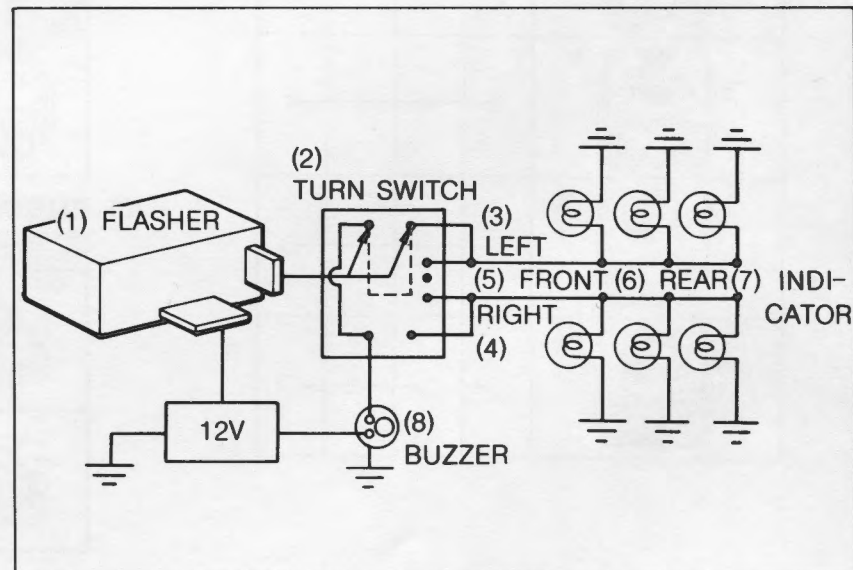 (2)
TURN SWITCH
(1) FLASHER
(3)
LEFT
(5) FRONT (6) REAR (7) INDI-
CATOR
RIGHT
(4)
12V
(8)
BUZZER